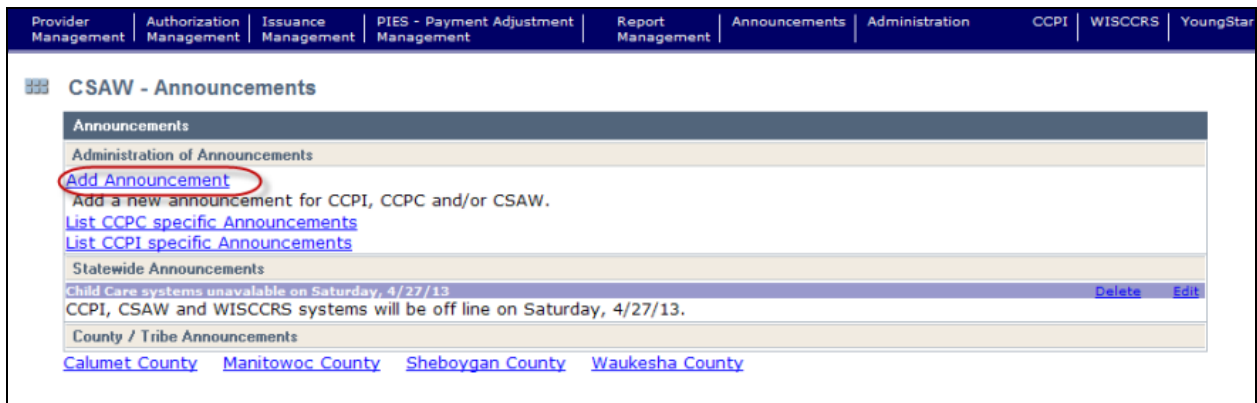 Provider Management | Authorization Management | Issuance Management | PIES - Payment Adjustment Management | Report Management | Announcements | Administration CCPI | WISCCRS | YoungStar
CSAW - Announcements
Announcements
Administration of Announcements
Add Announcement
Add a new announcement for CCPI, CCPC and/or CSAW.
List CCPC specific Announcements
List CCPI specific Announcements
Statewide Announcements
Child Care systems unavalable on Saturday, 4/27/13 Delete Edit
CCPI, CSAW and WISCCRS systems will be off line on Saturday, 4/27/13.
County / Tribe Announcements
Calumet County Manitowoc County Sheboygan County Waukesha County